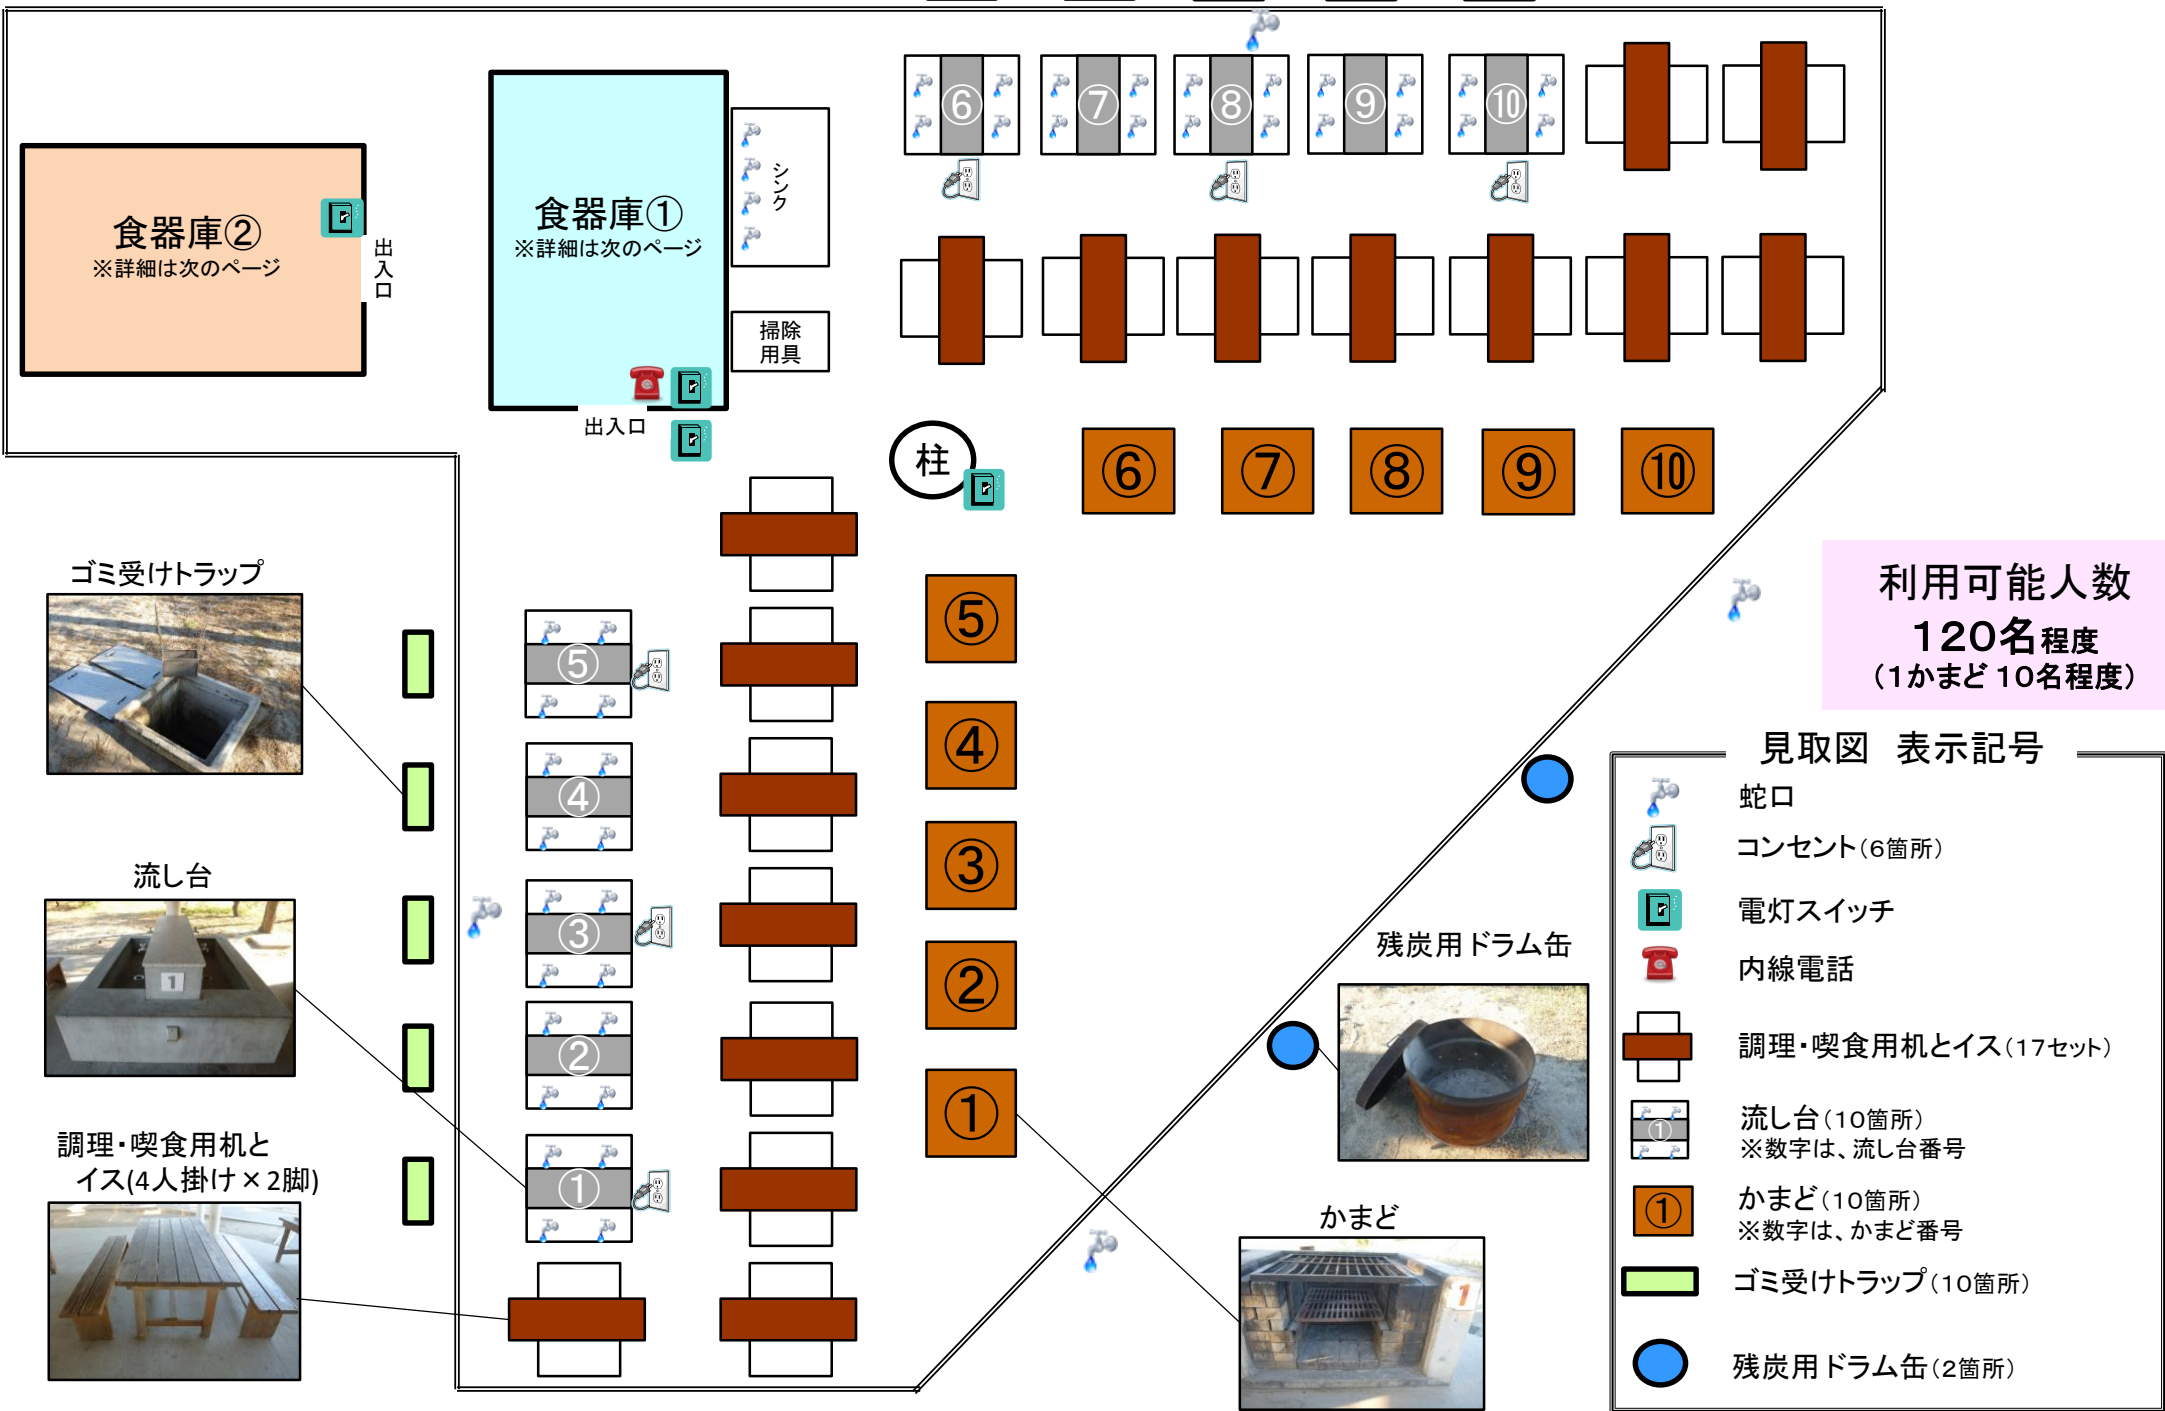 ⑥
⑦
⑧
⑨
⑩
シンク
食器庫①
※詳細は次のページ
食器庫②
※詳細は次のページ
出入口
掃除
用具
出入口
柱
⑥
⑦
⑧
⑨
⑩
ゴミ受けトラップ
⑤
⑤
④
④
③
③
②
②
①
①
利用可能人数
120名程度
(1かまど10名程度)
流し台
1
調理・喫食用机と
イス(4人掛け×2脚)
残炭用ドラム缶
かまど
1
見取図 表示記号
蛇口
コンセント(6箇所)
電灯スイッチ
内線電話
調理・喫食用机とイス(17セット)
①
流し台(10箇所)
※数字は、流し台番号
①
かまど(10箇所)
※数字は、かまど番号
ゴミ受けトラップ(10箇所)
残炭用ドラム缶(2箇所)